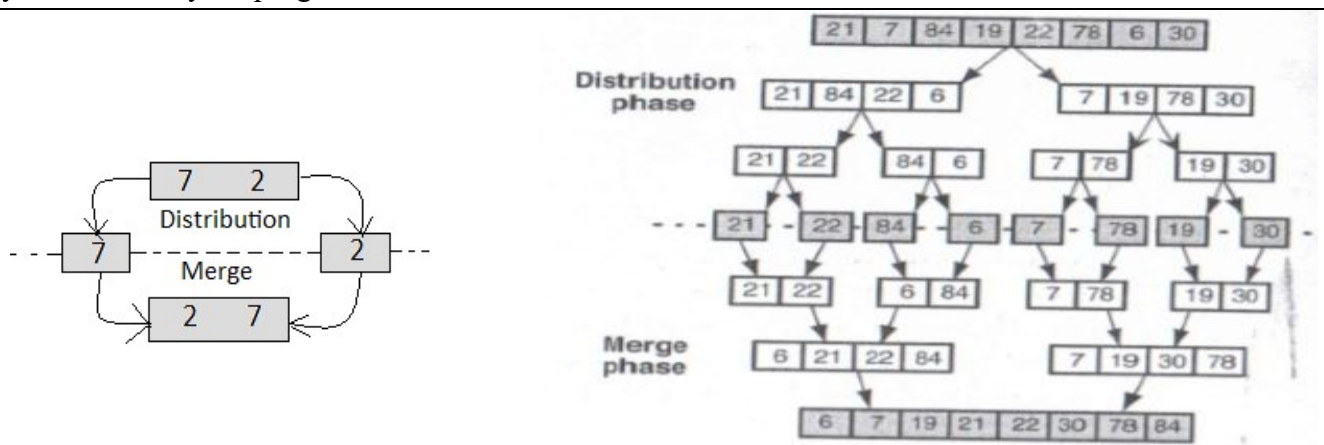 21 7 84 19 22 78 6 30
Distribution
phase
21 84 22 6
7 19 78 30
21 22
84 6
7 78
19 30
7 2
Distribution
7
2
Merge
2 7
21
22
84
6
7
78
19
30
21 22
6 84
7 78
19 30
Merge
phase
6 21 22 84
7 19 30 78
6 7 19 21 22 30 78 84